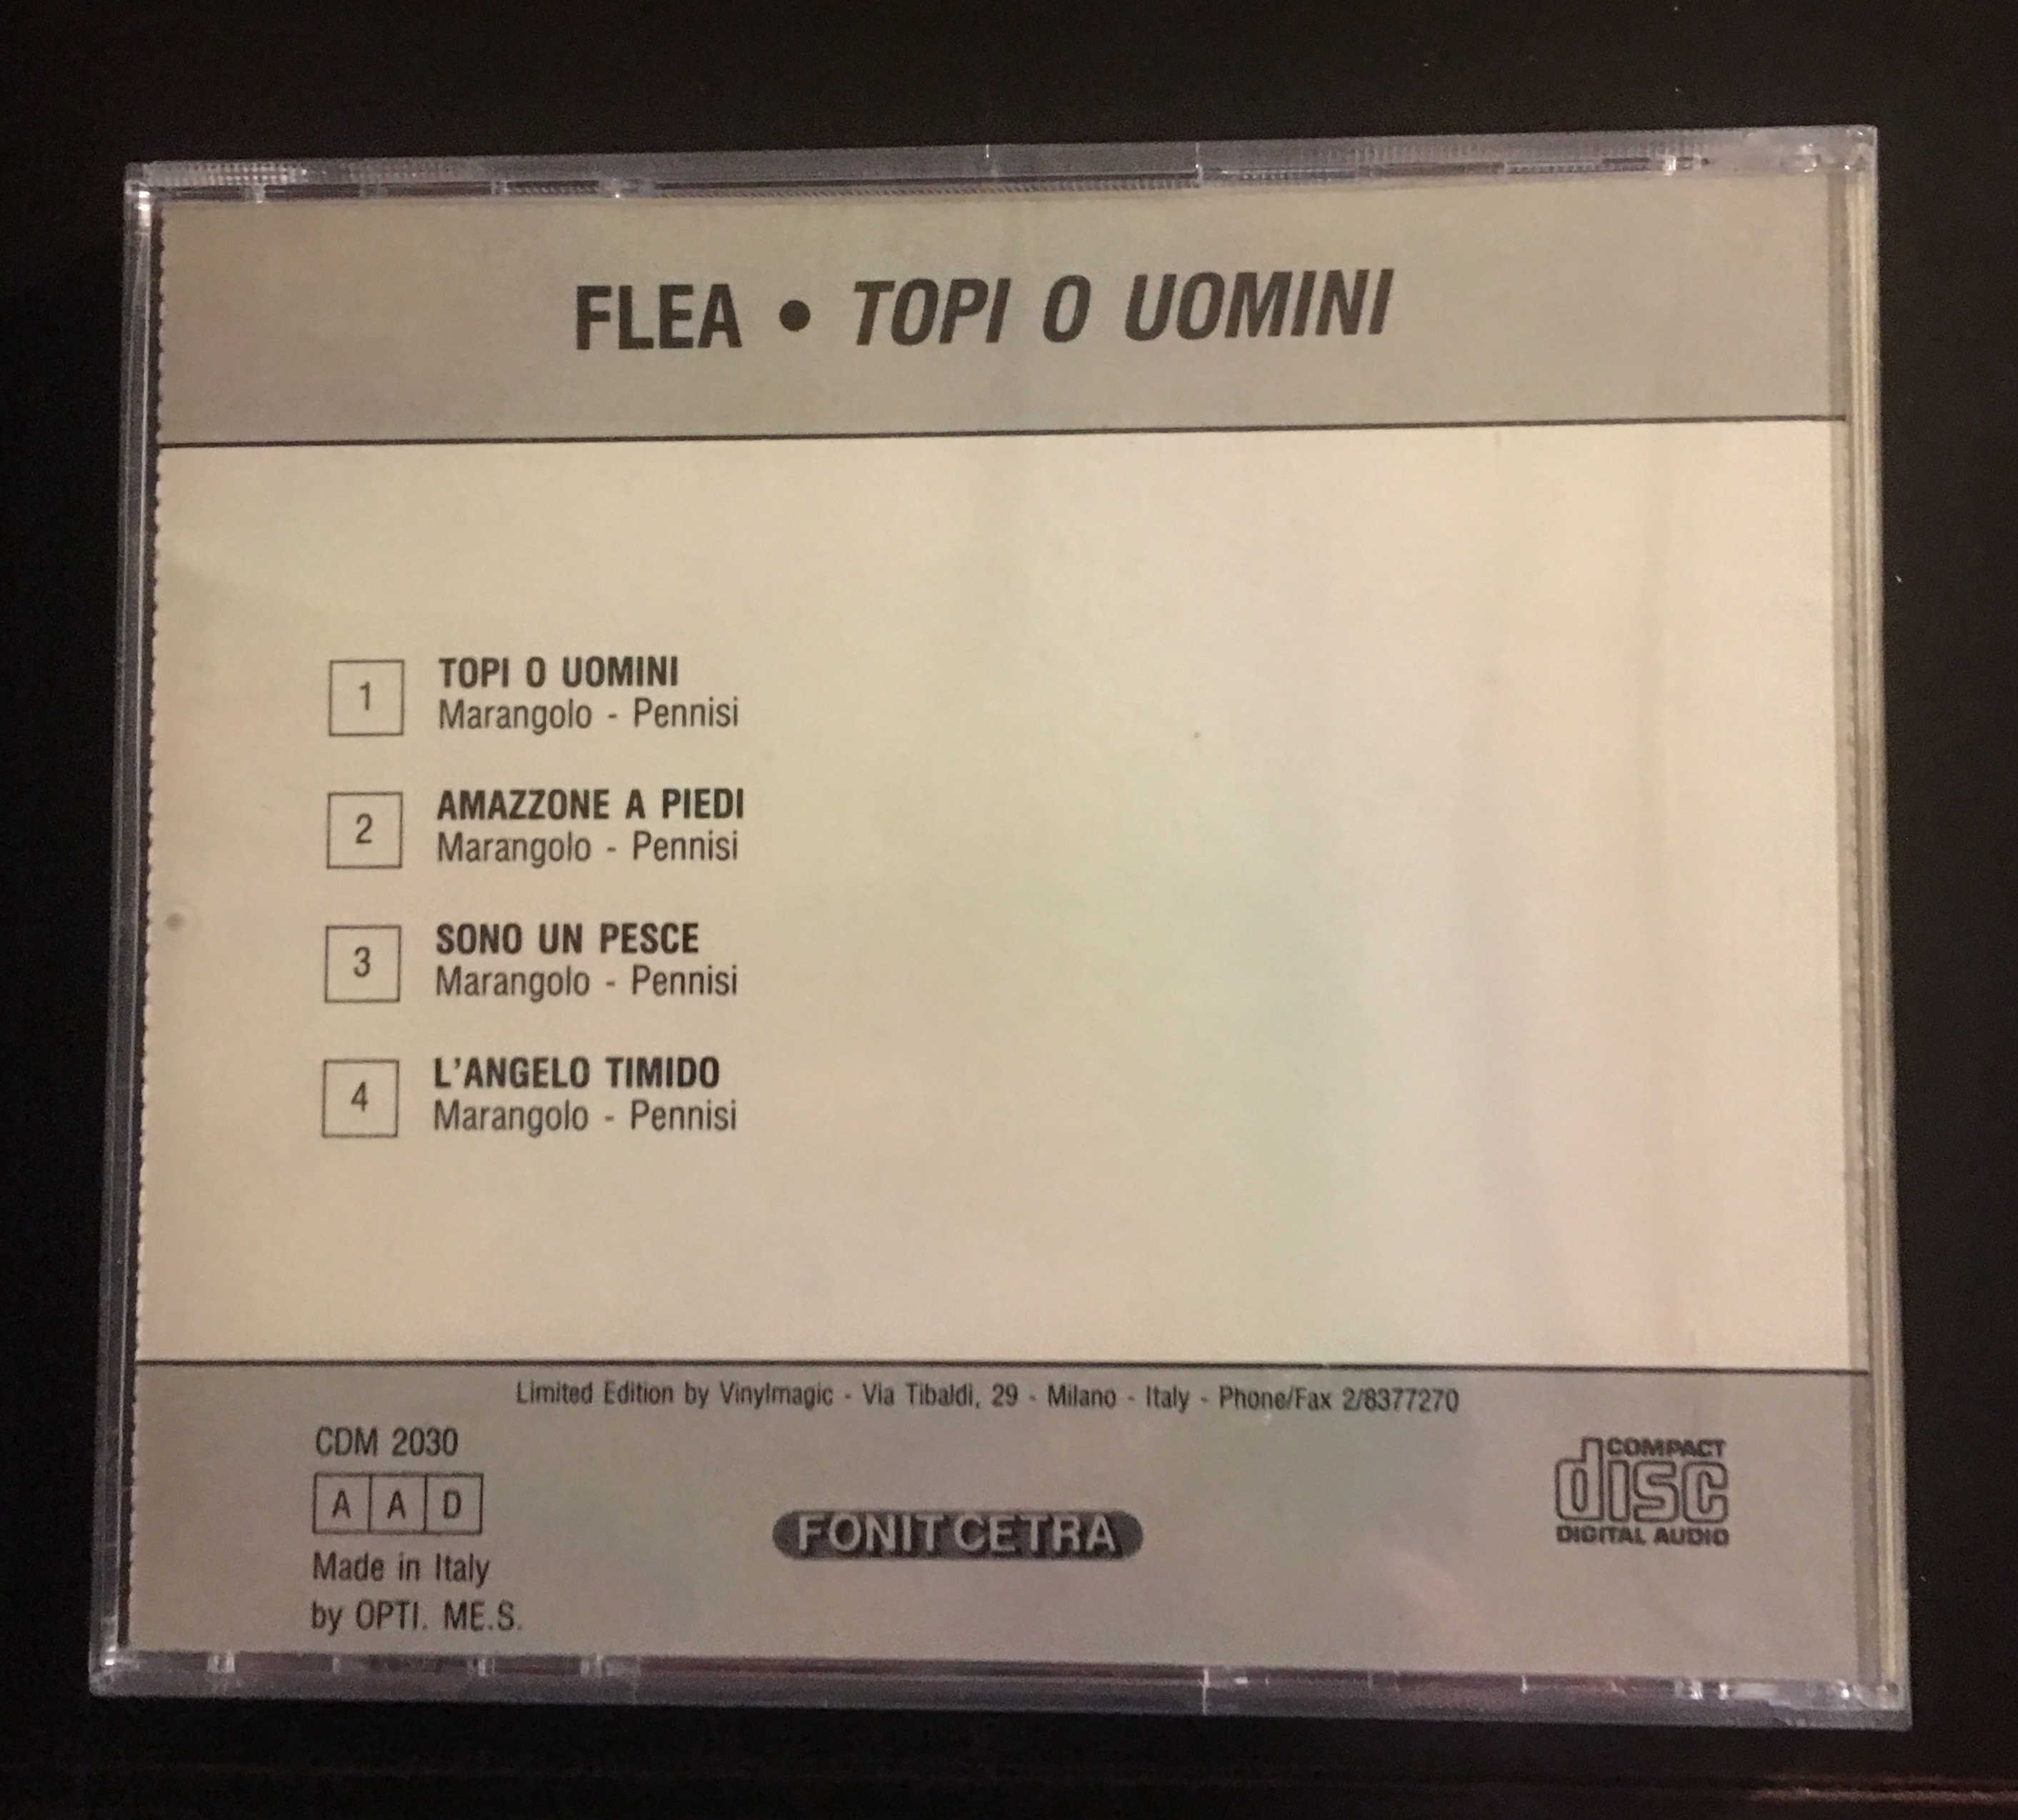 FLEA • TOPI O UOMINI
1
TOPI O UOMINI
Marangolo - Pennisi
2
AMAZZONE A PIEDI
Marangolo - Pennisi
3
SONO UN PESCE
Marangolo - Pennisi
4
L'ANGELO TIMIDO
Marangolo - Pennisi
Limited Edition by Vinylmagic - Via Tibaldi, 29 - Milano - Italy - Phone/Fax 2/8377270
CDM 2030
A A D
Made in Italy
by OPTI. ME.S.
FONIT CETRA
COMPACT
disc
DIGITAL AUDIO